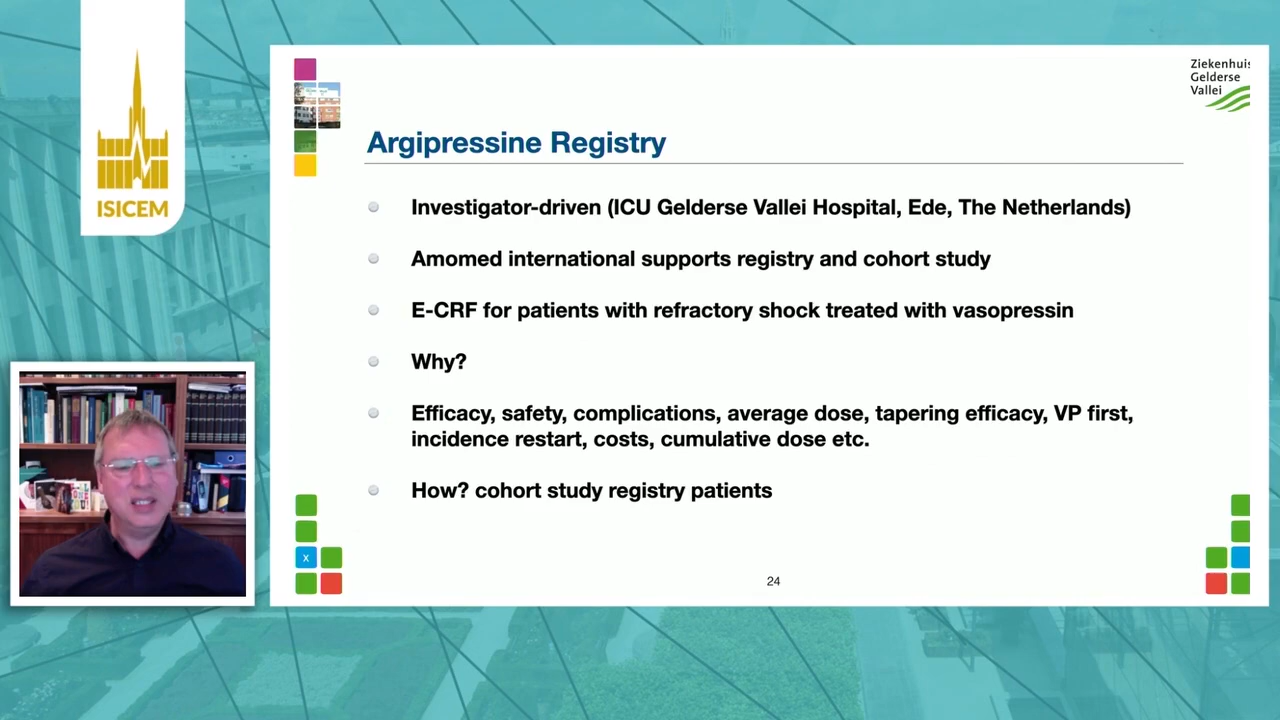 ISICEM
Ziekenhuis
Gelderse
Vallei
Argipressine Registry
Investigator-driven (ICU Gelderse Vallei Hospital, Ede, The Netherlands)
Amomed international supports registry and cohort study
E-CRF for patients with refractory shock treated with vasopressin
Why?
Efficacy, safety, complications, average dose, tapering efficacy, VP first,
incidence restart, costs, cumulative dose etc.
How? cohort study registry patients
x
24